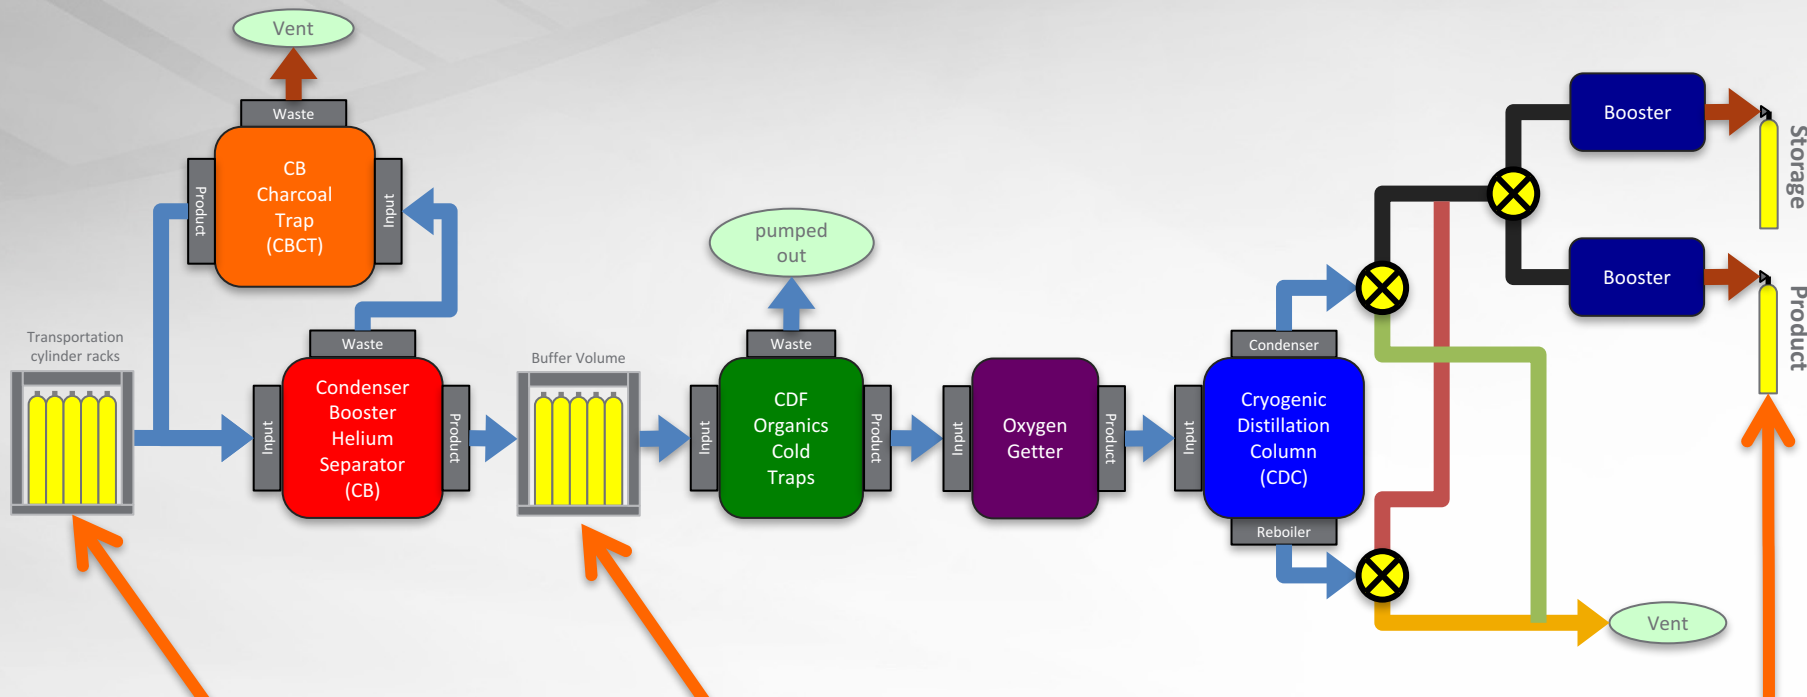 Vent
Waste
CB
Charcoal
Trap
(CBCT)
Product
Input
Transportation
cylinder racks
Waste
Condenser
Booster
Helium
Separator
(CB)
Input
Product
Buffer Volume
pumped
out
Waste
CDF
Organics
Cold
Traps
Input
Product
Oxygen
Getter
Input
Product
Condenser
Cryogenic
Distillation
Column
(CDC)
Input
Reboiler
Booster
Storage
Booster
Product
Vent